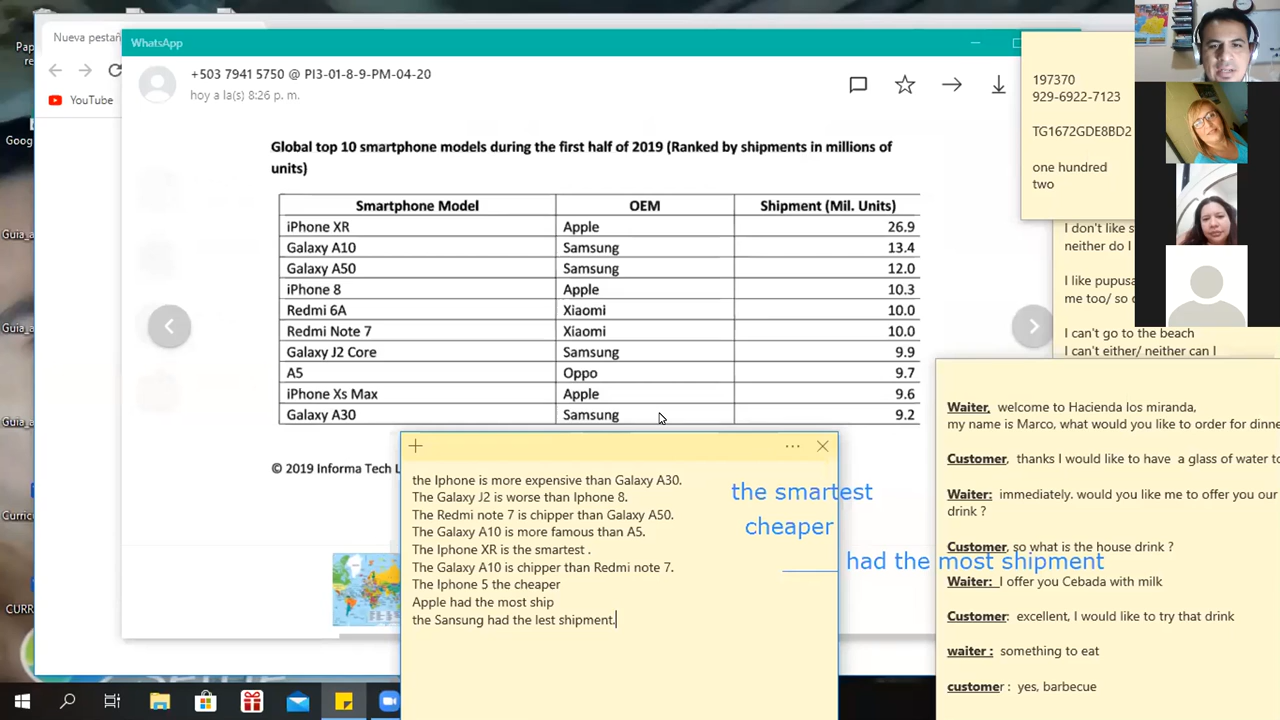 Nueva pestañ
YouTube
Goog
Guia_a
Guia_a
Guia_a
Curricu
CURR
WhatsApp
+503 7941 5750 @ PI3-01-8-9-PM-04-20
hoy a la(s) 8:26 p. m.
Global top 10 smartphone models during the first half of 2019 (Ranked by shipments in millions of
units)
Smartphone Model OEM Shipment (Mil. Units)
iPhone XR Apple 26.9
Galaxy A10 Samsung 13.4
Galaxy A50 Samsung 12.0
iPhone 8 Apple 10.3
Redmi 6A Xiaomi 10.0
Redmi Note 7 Xiaomi 10.0
Galaxy J2 Core Samsung 9.9
A5 Oppo 9.7
iPhone Xs Max Apple 9.6
Galaxy A30 Samsung 9.2
© 2019 Informa Tech L
the Iphone is more expensive than Galaxy A30.
The Galaxy J2 is worse than Iphone 8.
The Redmi note 7 is chipper than Galaxy A50.
The Galaxy A10 is more famous than A5.
The Iphone XR is the smartest .
The Galaxy A10 is chipper than Redmi note 7.
The Iphone 5 the cheaper
Apple had the most ship
the Sansung had the lest shipment.
the smartest
cheaper
______ had the most shipment
197370
929-6922-7123
TG1672GDE8BD2
one hundred
two
I don't like s
neither do I
I like pupusa
me too/ so
I can't go to the beach
I can't either/ neither can I
Waiter, welcome to Hacienda los miranda,
my name is Marco, what would you like to order for dinne
Customer, thanks I would like to have a glass of water to
Waiter: immediately. would you like me to offer you our
drink ?
Customer, so what is the house drink ?
Waiter: I offer you Cebada with milk
Customer: excellent, I would like to try that drink
waiter : something to eat
customer : yes, barbecue